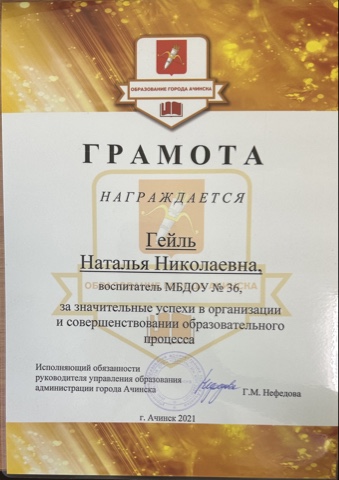 ОБРАЗОВАНИЕ ГОРОДА АЧИНСКА
ГРАМОТА
НАГРАЖДАЕТСЯ
Гейль
Наталья Николаевна,
воспитатель МБДОУ № 36,
за значительные успехи в организации
и совершенствовании образовательного
процесса
Исполняющий обязанности
руководителя управления образования
администрации города Ачинска
Г.М. Нефедова
г. Ачинск 2021